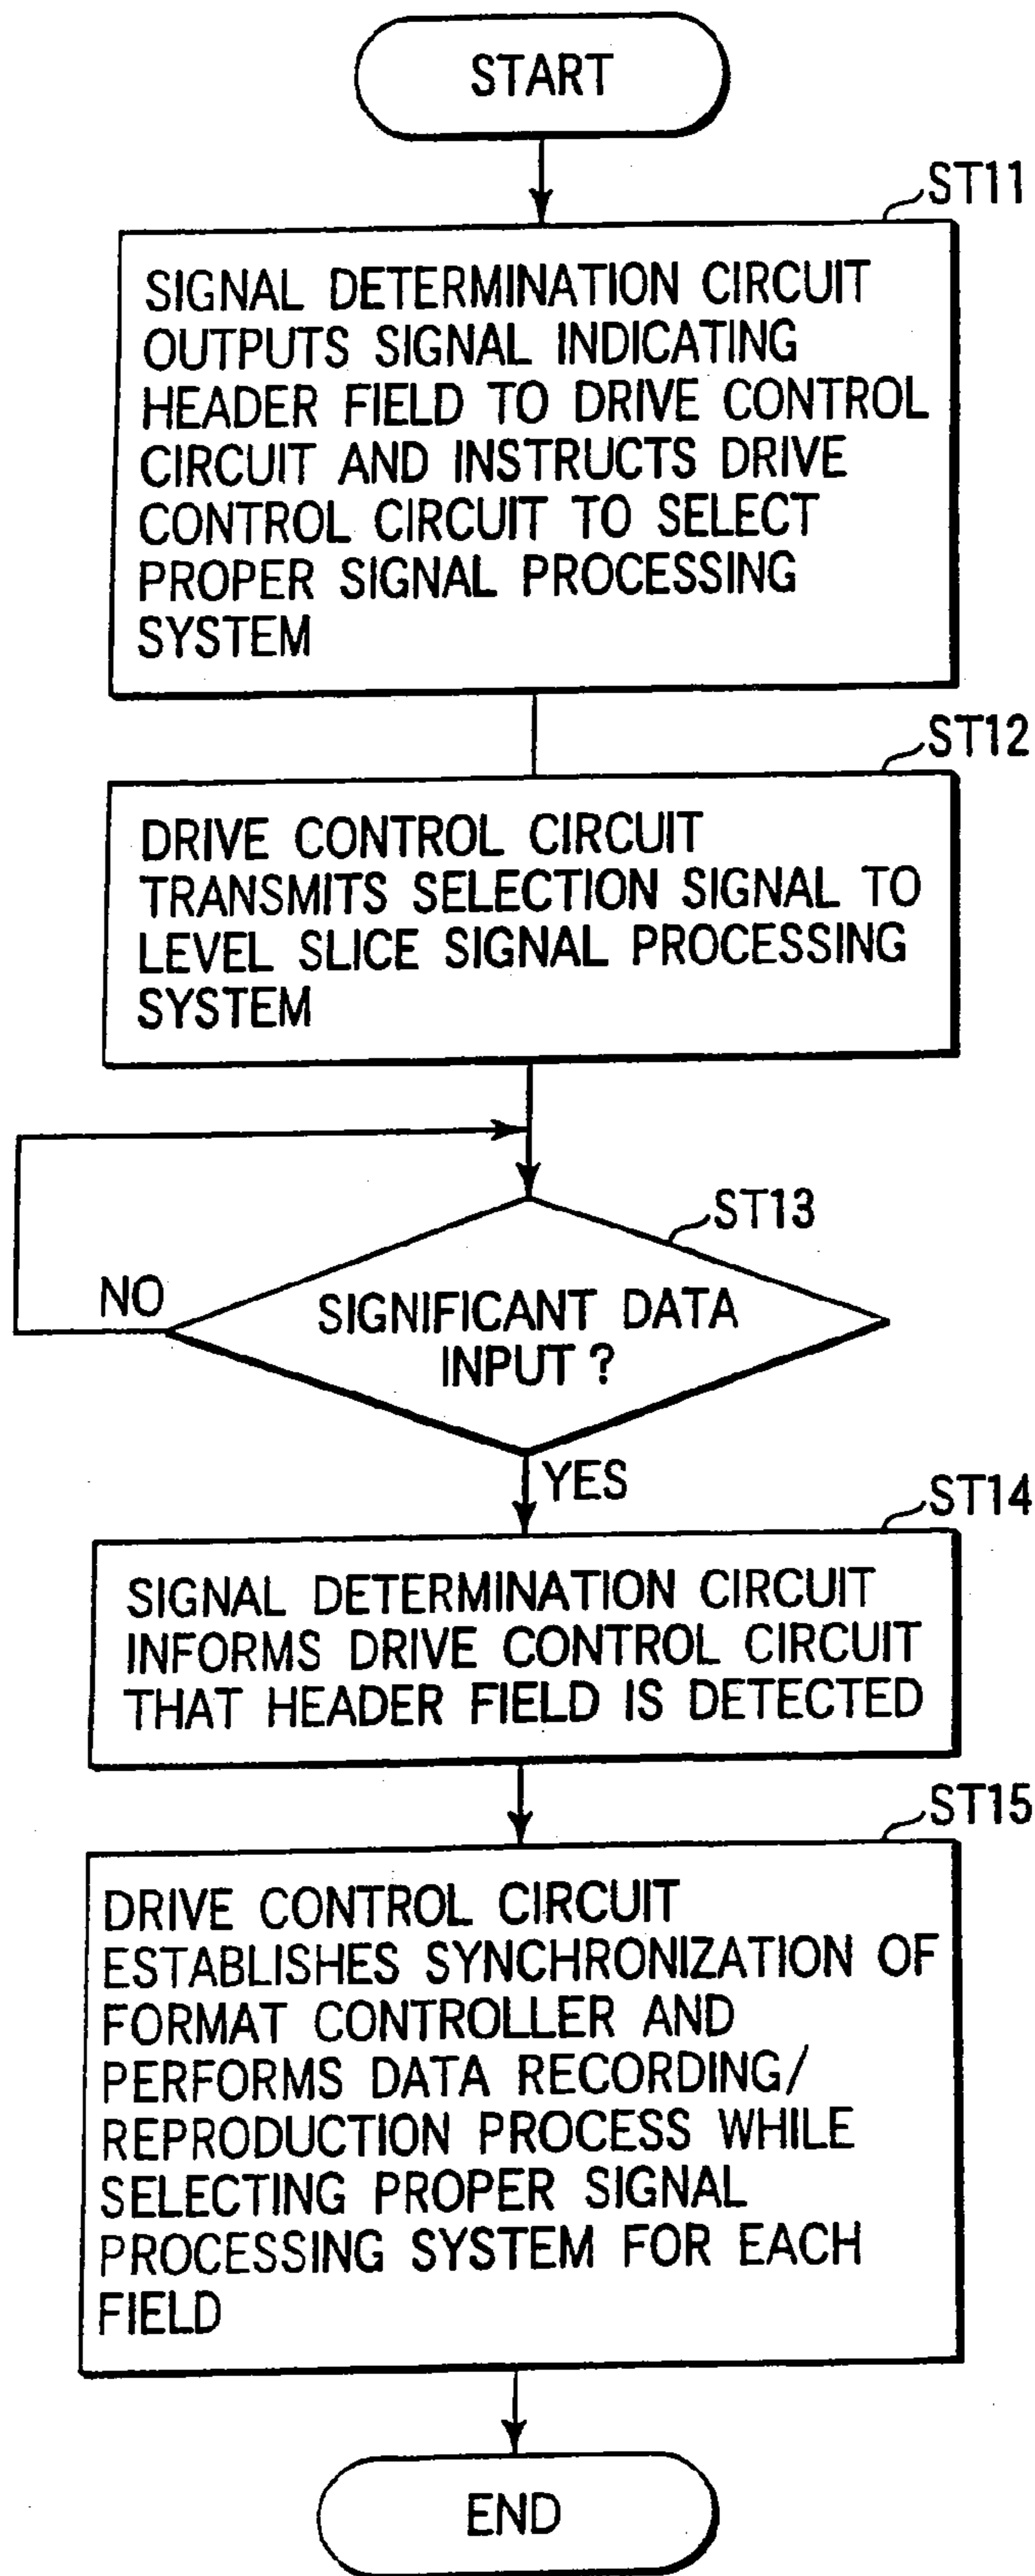 START
ST11
SIGNAL DETERMINATION CIRCUIT
OUTPUTS SIGNAL INDICATING
HEADER FIELD TO DRIVE CONTROL
CIRCUIT AND INSTRUCTS DRIVE
CONTROL CIRCUIT TO SELECT
PROPER SIGNAL PROCESSING
SYSTEM
ST12
DRIVE CONTROL CIRCUIT
TRANSMITS SELECTION SIGNAL TO
LEVEL SLICE SIGNAL PROCESSING
SYSTEM
ST13
NO
SIGNIFICANT DATA
INPUT ?
YES
ST14
SIGNAL DETERMINATION CIRCUIT
INFORMS DRIVE CONTROL CIRCUIT
THAT HEADER FIELD IS DETECTED
ST15
DRIVE CONTROL CIRCUIT
ESTABLISHES SYNCHRONIZATION OF
FORMAT CONTROLLER AND
PERFORMS DATA RECORDING/
REPRODUCTION PROCESS WHILE
SELECTING PROPER SIGNAL
PROCESSING SYSTEM FOR EACH
FIELD
END